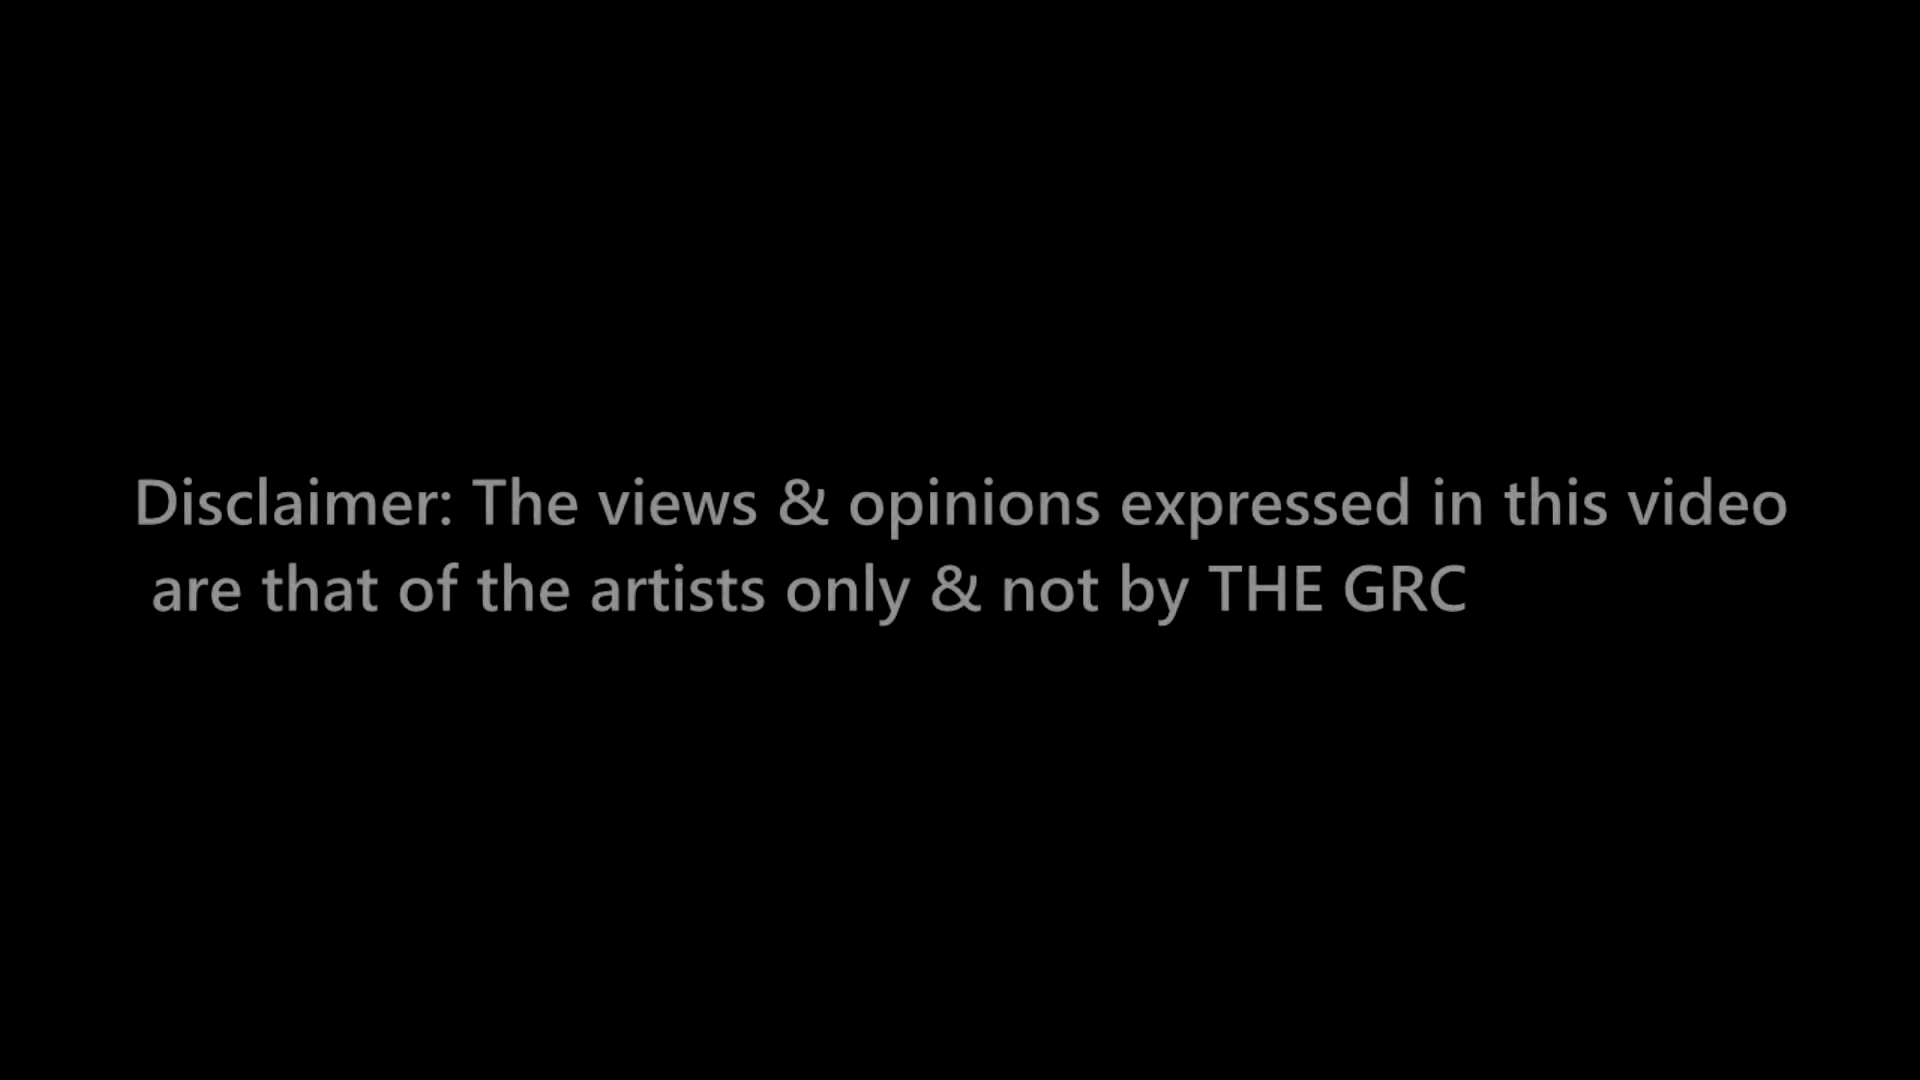 Disclaimer: The views & opinions expressed in this video
are that of the artists only & not by THE GRC